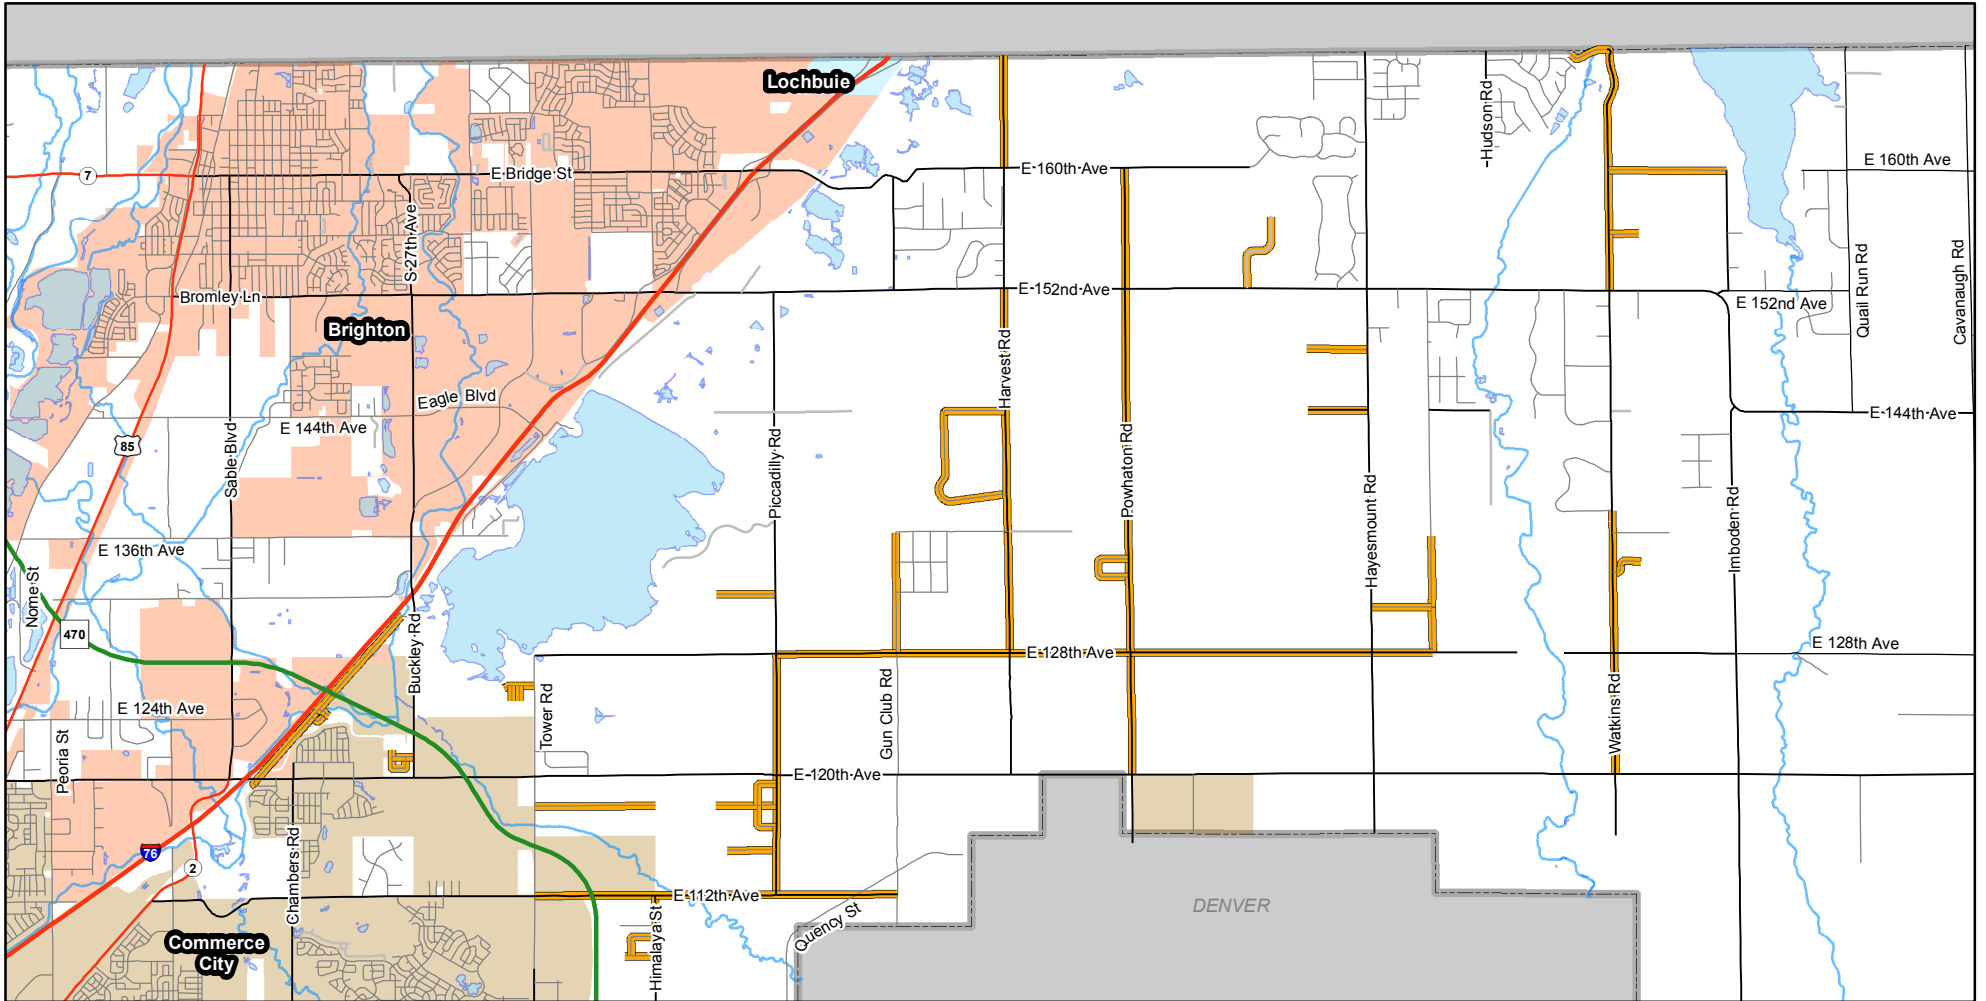 Lochbuie
Hudson Rd
7
E Bridge St
E 160th Ave
E 160th Ave
S 27th Ave
Quail Run Rd
Cavanaugh Rd
Bromley Ln
E 152nd Ave
E 152nd Ave
Brighton
Harvest Rd
Eagle Blvd
E 144th Ave
E 144th Ave
85
Sable Blvd
Piccadilly Rd
Powhaton Rd
Hayesmount Rd
Imboden Rd
E 136th Ave
Nome St
470
Buckley Rd
E 128th Ave
E 128th Ave
E 124th Ave
Tower Rd
Gun Club Rd
Watkins Rd
Peoria St
E 120th Ave
76
2
Chambers Rd
E 112th Ave
DENVER
Himalaya St
Quency St
Commerce
City